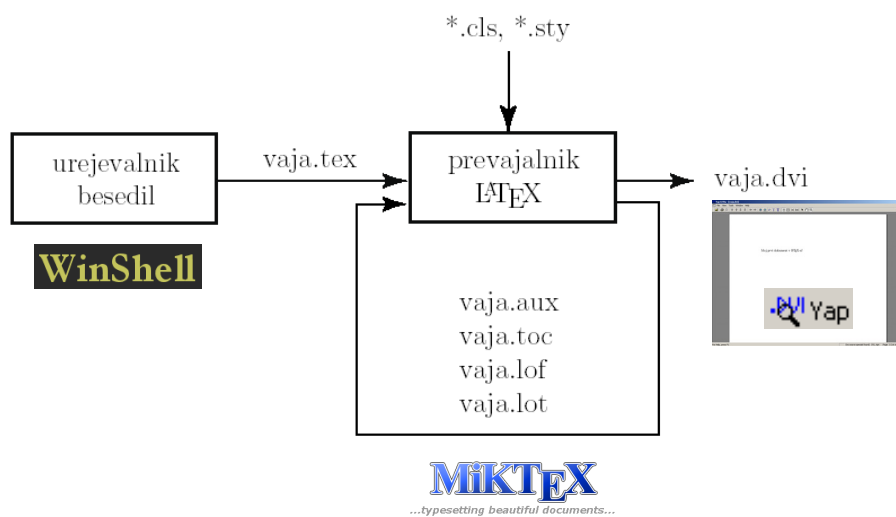 *.cls, *.sty
urejevalnik
besedil
vaja.tex
prevajalnik
LATEX
vaja.dvi
WinShell
.DVI Yap
vaja.aux
vaja.toc
vaja.lof
vaja.lot
MiKTEX
...typesetting beautiful documents...